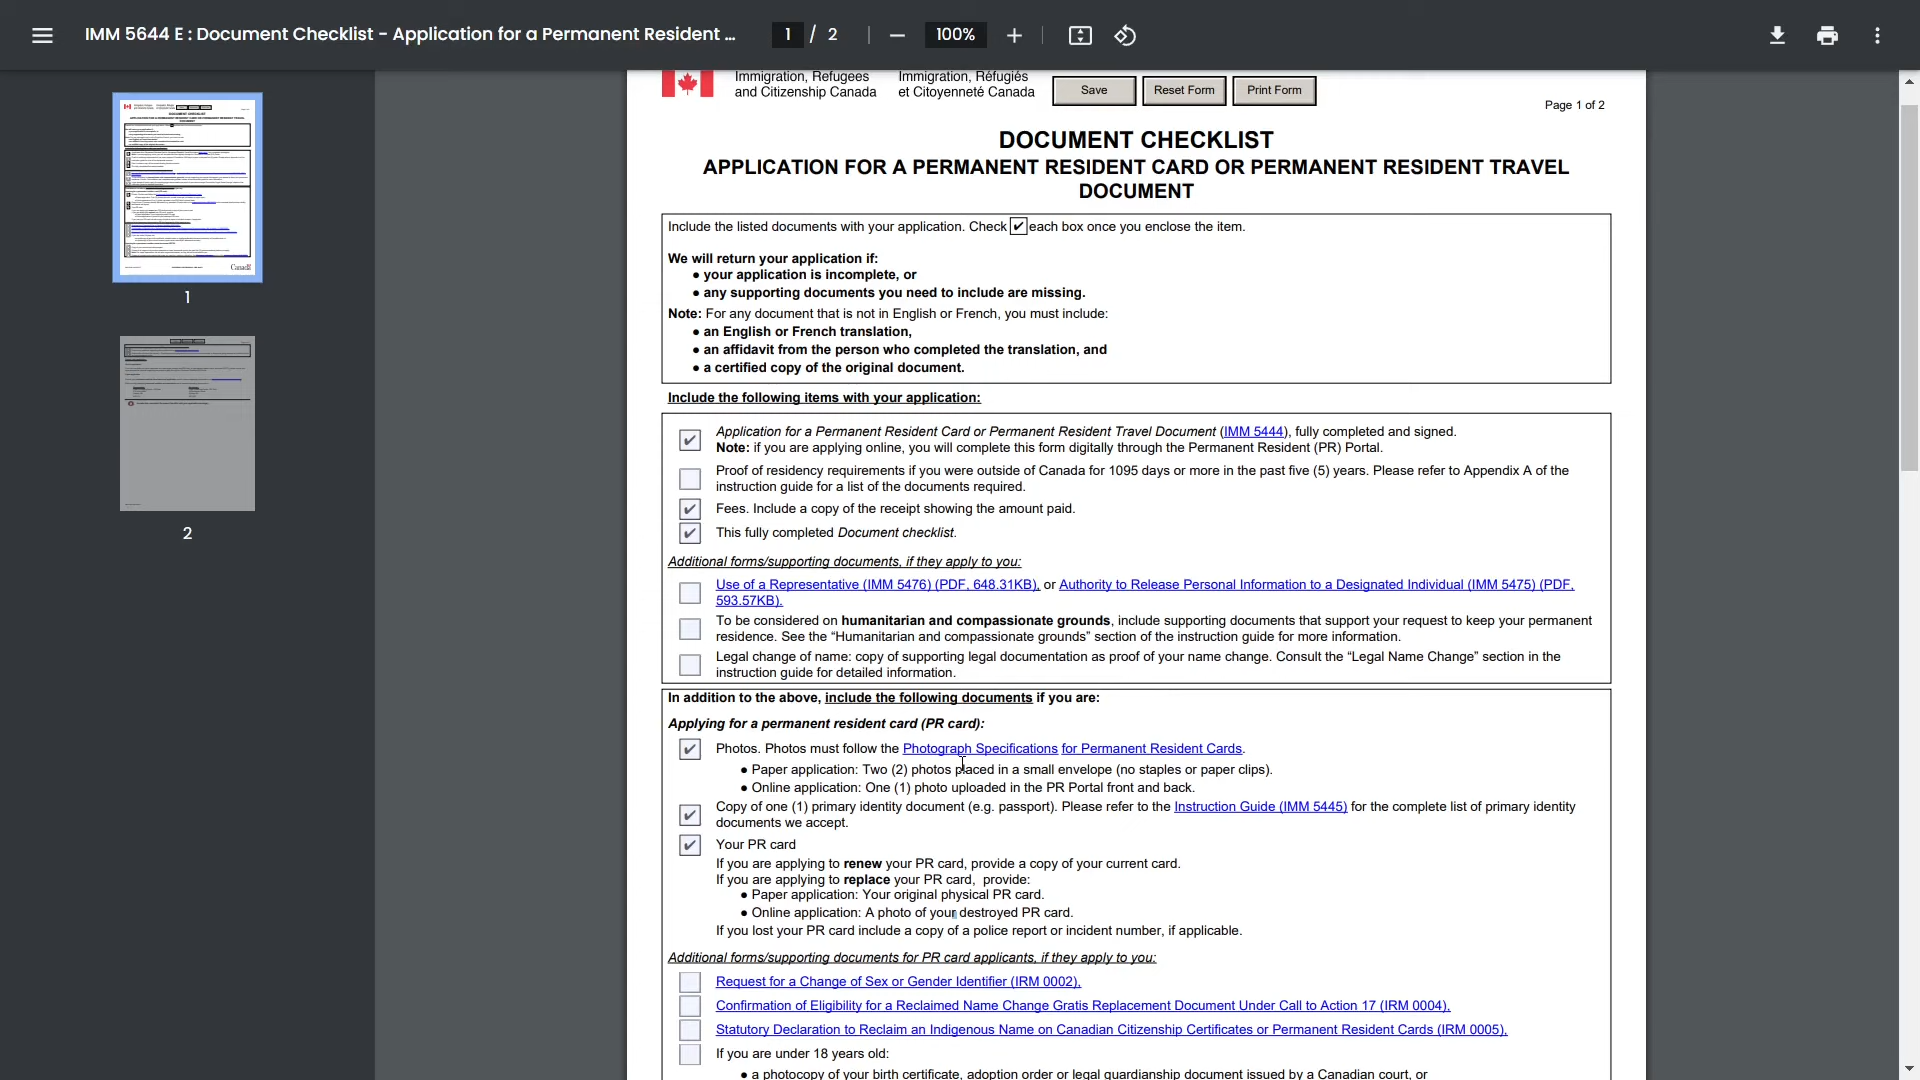 IMM 5644 E : Document Checklist - Application for a Permanent Resident ...
1 / 2
100%
Immigration, Refugees
and Citizenship Canada
Immigration, Réfugiés
et Citoyenneté Canada
Save
Reset Form
Print Form
Page 1 of 2
1
2
DOCUMENT CHECKLIST
APPLICATION FOR A PERMANENT RESIDENT CARD OR PERMANENT RESIDENT TRAVEL
DOCUMENT
Include the listed documents with your application. Check ✔ each box once you enclose the item.
We will return your application if:
● your application is incomplete, or
● any supporting documents you need to include are missing.
Note: For any document that is not in English or French, you must include:
● an English or French translation,
● an affidavit from the person who completed the translation, and
● a certified copy of the original document.
Include the following items with your application:
Application for a Permanent Resident Card or Permanent Resident Travel Document (IMM 5444), fully completed and signed.
Note: if you are applying online, you will complete this form digitally through the Permanent Resident (PR) Portal.
Proof of residency requirements if you were outside of Canada for 1095 days or more in the past five (5) years. Please refer to Appendix A of the
instruction guide for a list of the documents required.
Fees. Include a copy of the receipt showing the amount paid.
This fully completed Document checklist.
Additional forms/supporting documents, if they apply to you:
Use of a Representative (IMM 5476) (PDF, 648.31KB), or Authority to Release Personal Information to a Designated Individual (IMM 5475) (PDF,
593.57KB).
To be considered on humanitarian and compassionate grounds, include supporting documents that support your request to keep your permanent
residence. See the “Humanitarian and compassionate grounds” section of the instruction guide for more information.
Legal change of name: copy of supporting legal documentation as proof of your name change. Consult the “Legal Name Change” section in the
instruction guide for detailed information.
In addition to the above, include the following documents if you are:
Applying for a permanent resident card (PR card):
Photos. Photos must follow the Photograph Specifications for Permanent Resident Cards.
● Paper application: Two (2) photos placed in a small envelope (no staples or paper clips).
● Online application: One (1) photo uploaded in the PR Portal front and back.
Copy of one (1) primary identity document (e.g. passport). Please refer to the Instruction Guide (IMM 5445) for the complete list of primary identity
documents we accept.
Your PR card
If you are applying to renew your PR card, provide a copy of your current card.
If you are applying to replace your PR card, provide:
● Paper application: Your original physical PR card.
● Online application: A photo of your destroyed PR card.
If you lost your PR card include a copy of a police report or incident number, if applicable.
Additional forms/supporting documents for PR card applicants, if they apply to you:
Request for a Change of Sex or Gender Identifier (IRM 0002).
Confirmation of Eligibility for a Reclaimed Name Change Gratis Replacement Document Under Call to Action 17 (IRM 0004).
Statutory Declaration to Reclaim an Indigenous Name on Canadian Citizenship Certificates or Permanent Resident Cards (IRM 0005).
If you are under 18 years old:
● a photocopy of your birth certificate, adoption order or legal guardianship document issued by a Canadian court, or